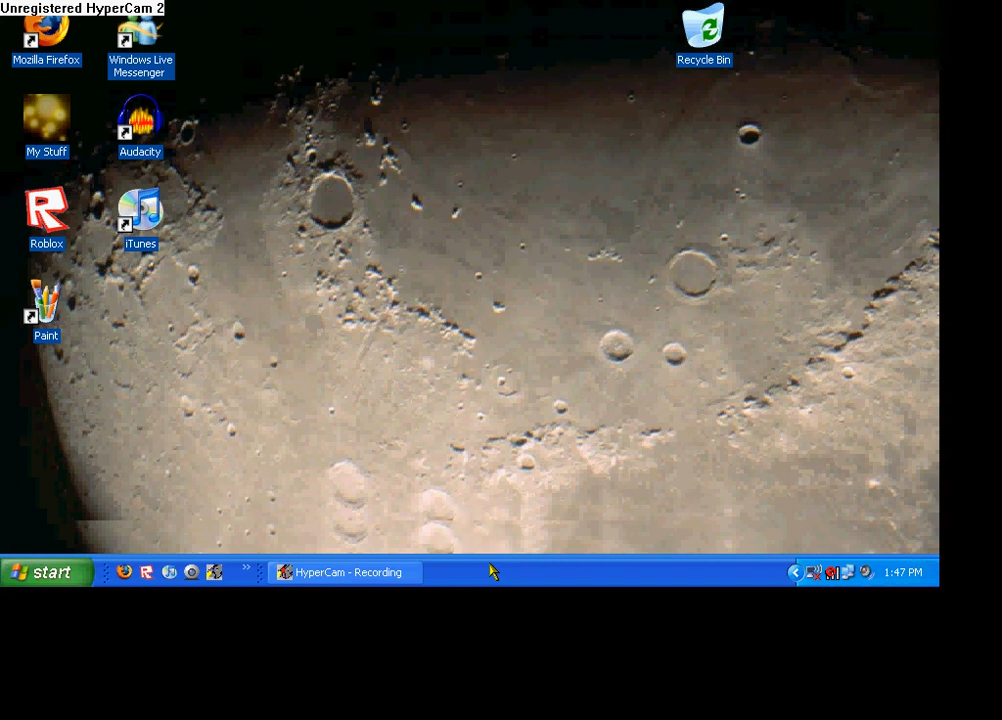 Unregistered HyperCam 2
Mozilla Firefox
Windows Live
Messenger
Recycle Bin
My Stuff
Audacity
Roblox
iTunes
Paint
start
HyperCam - Recording
1:47 PM